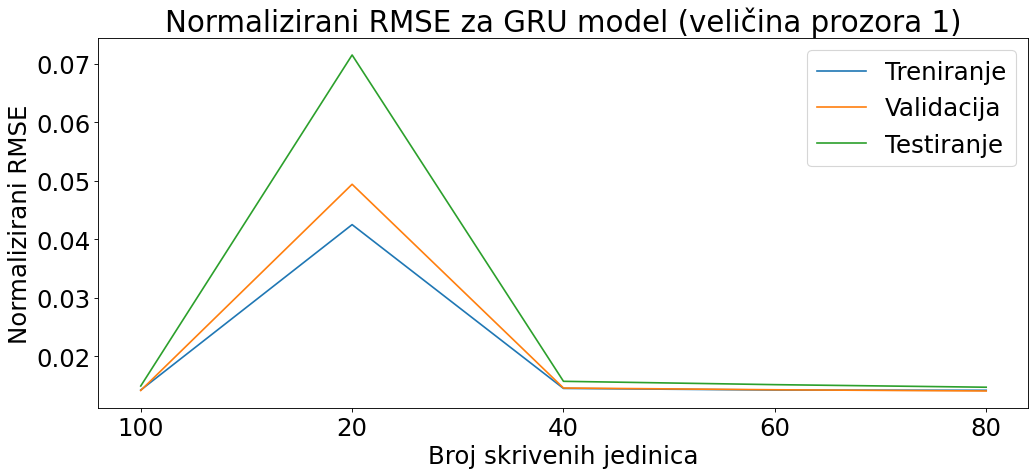 Normalizirani RMSE za GRU model (veličina prozora 1)
Treniranje
Validacija
Testiranje
Normalizirani RMSE
0.07
0.06
0.05
0.04
0.03
0.02
100 20 40 60 80
Broj skrivenih jedinica